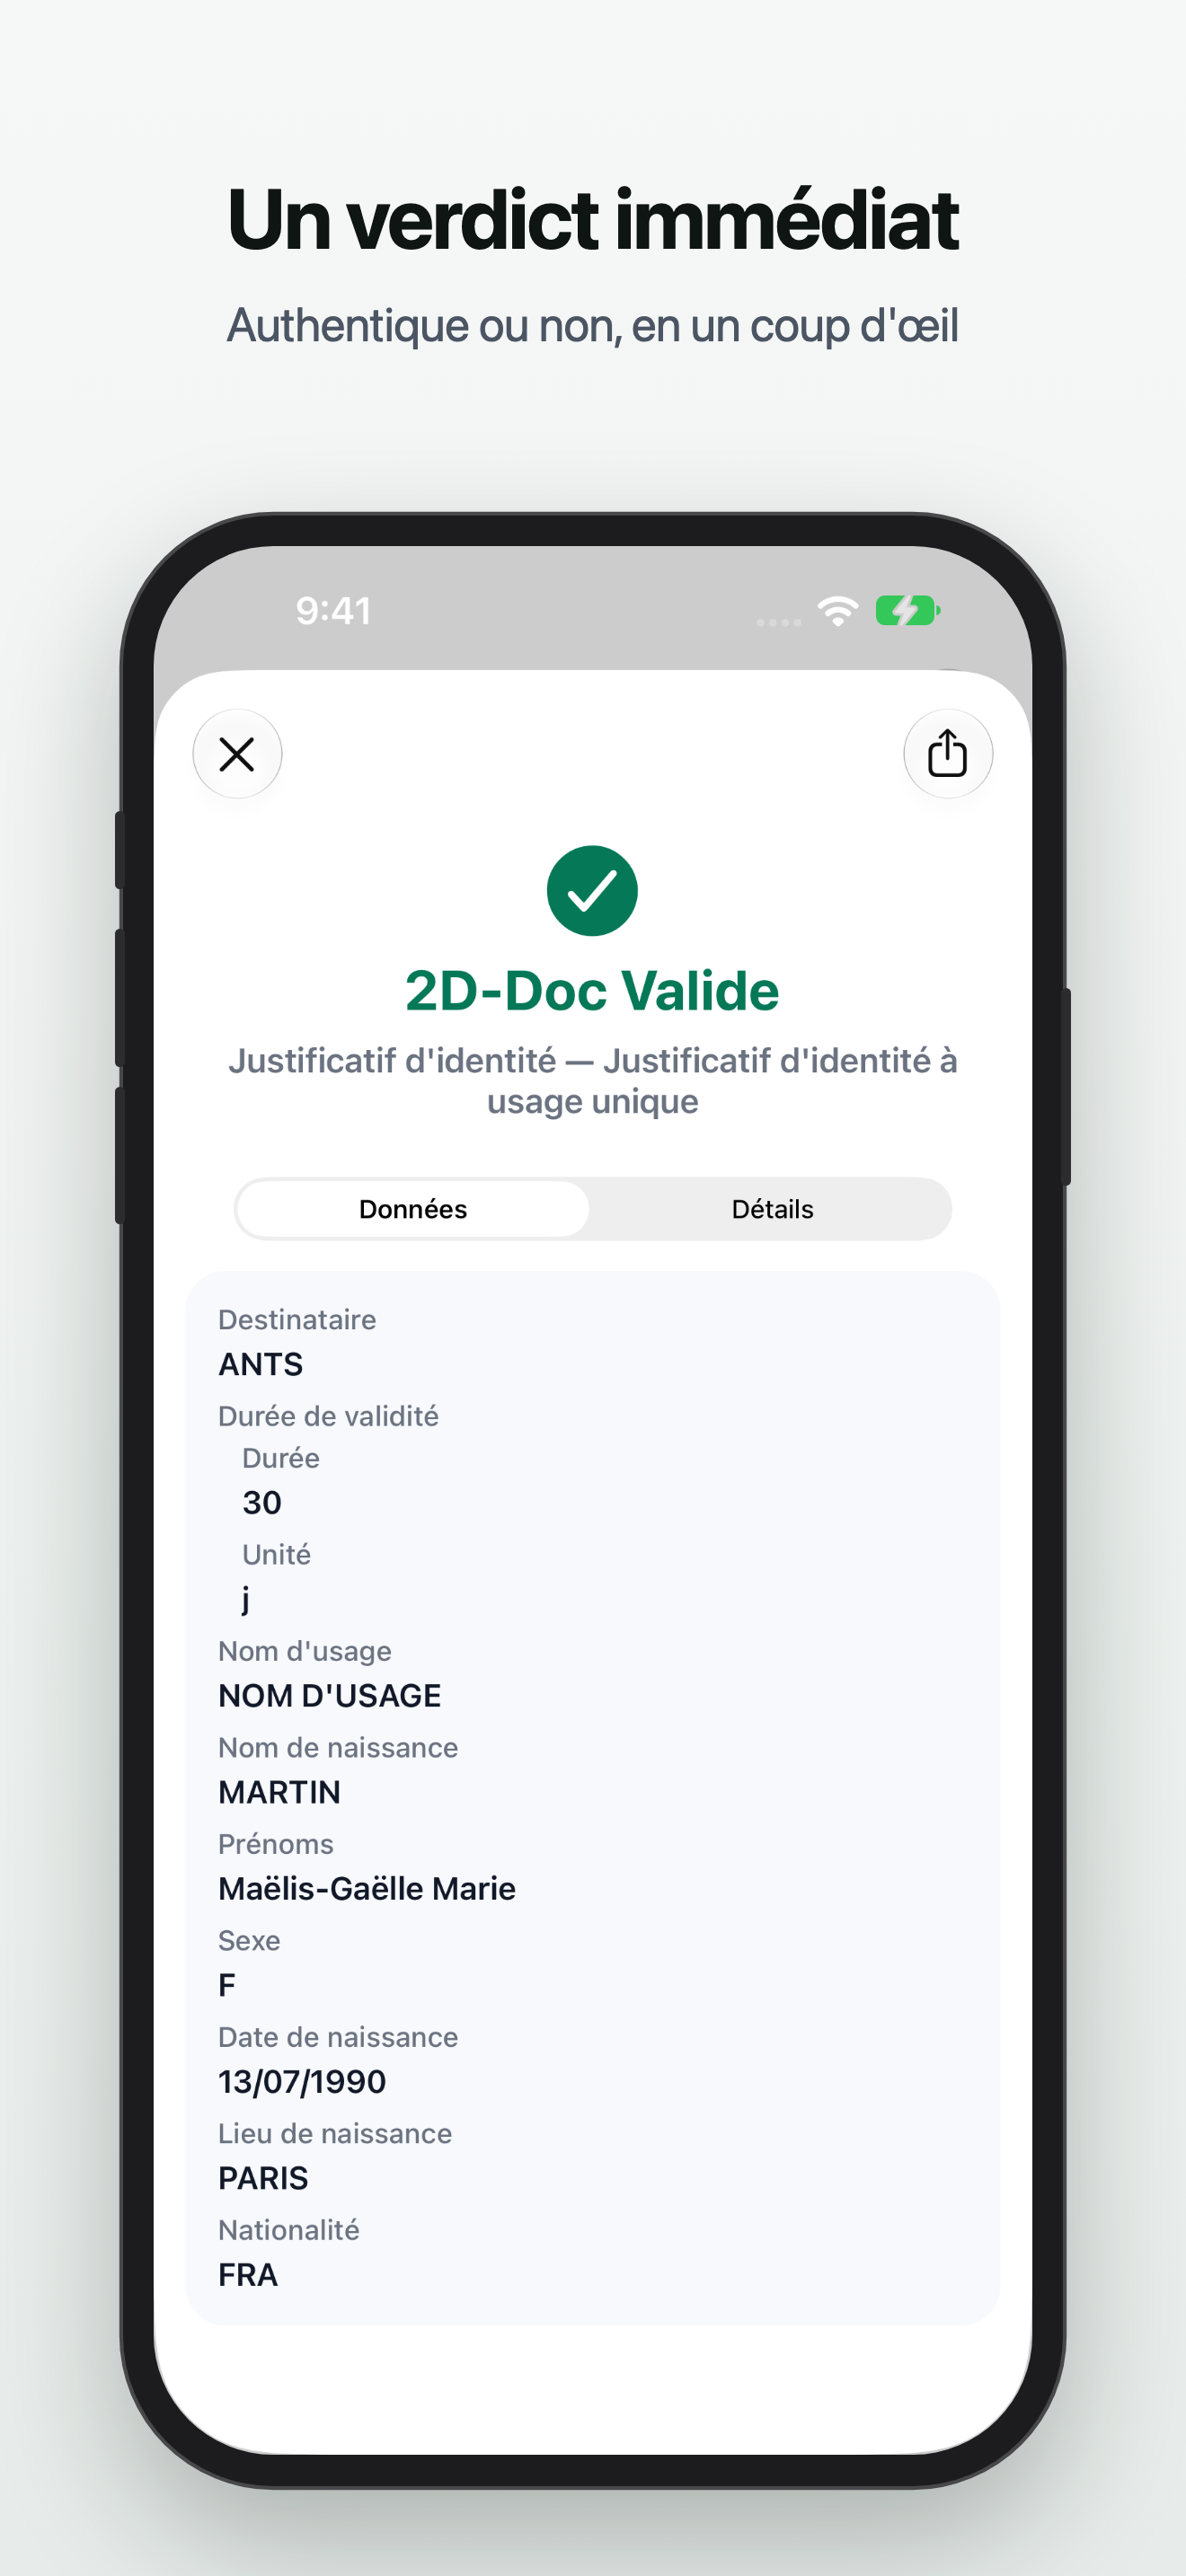 Un verdict immédiat
Authentique ou non, en un coup d'œil
9:41
2D-Doc Valide
Justificatif d'identité — Justificatif d'identité à
usage unique
Données
Détails
Destinataire
ANTS
Durée de validité
Durée
30
Unité
j
Nom d'usage
NOM D'USAGE
Nom de naissance
MARTIN
Prénoms
Maëlis-Gaëlle Marie
Sexe
F
Date de naissance
13/07/1990
Lieu de naissance
PARIS
Nationalité
FRA